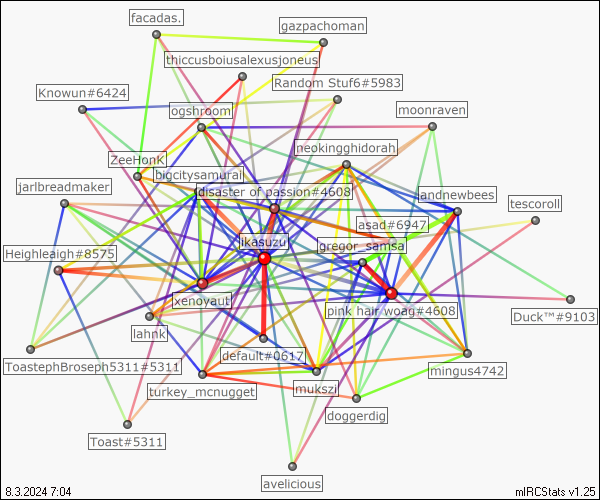 facadas.
gazpachoman
thiccusboiusalexusjoneus
Random Stuf6#5983
Knowun#6424
ogshroom
moonraven
neokingghidorah
ZeeHonK
bigcitysamurai
jarlbreadmaker
disaster of passion#4608
landnewbees
tescoroll
asad#6947
ikasuzu
gregor_samsa
Heighleaigh#8575
xenoyaut
pink hair woag#4608
Duck™#9103
lahnk
default#0617
ToastephBroseph5311#5311
mingus4742
turkey_mcnugget
mukszi
doggerdig
Toast#5311
avelicious
8.3.2024 7:04
mIRCStats v1.25